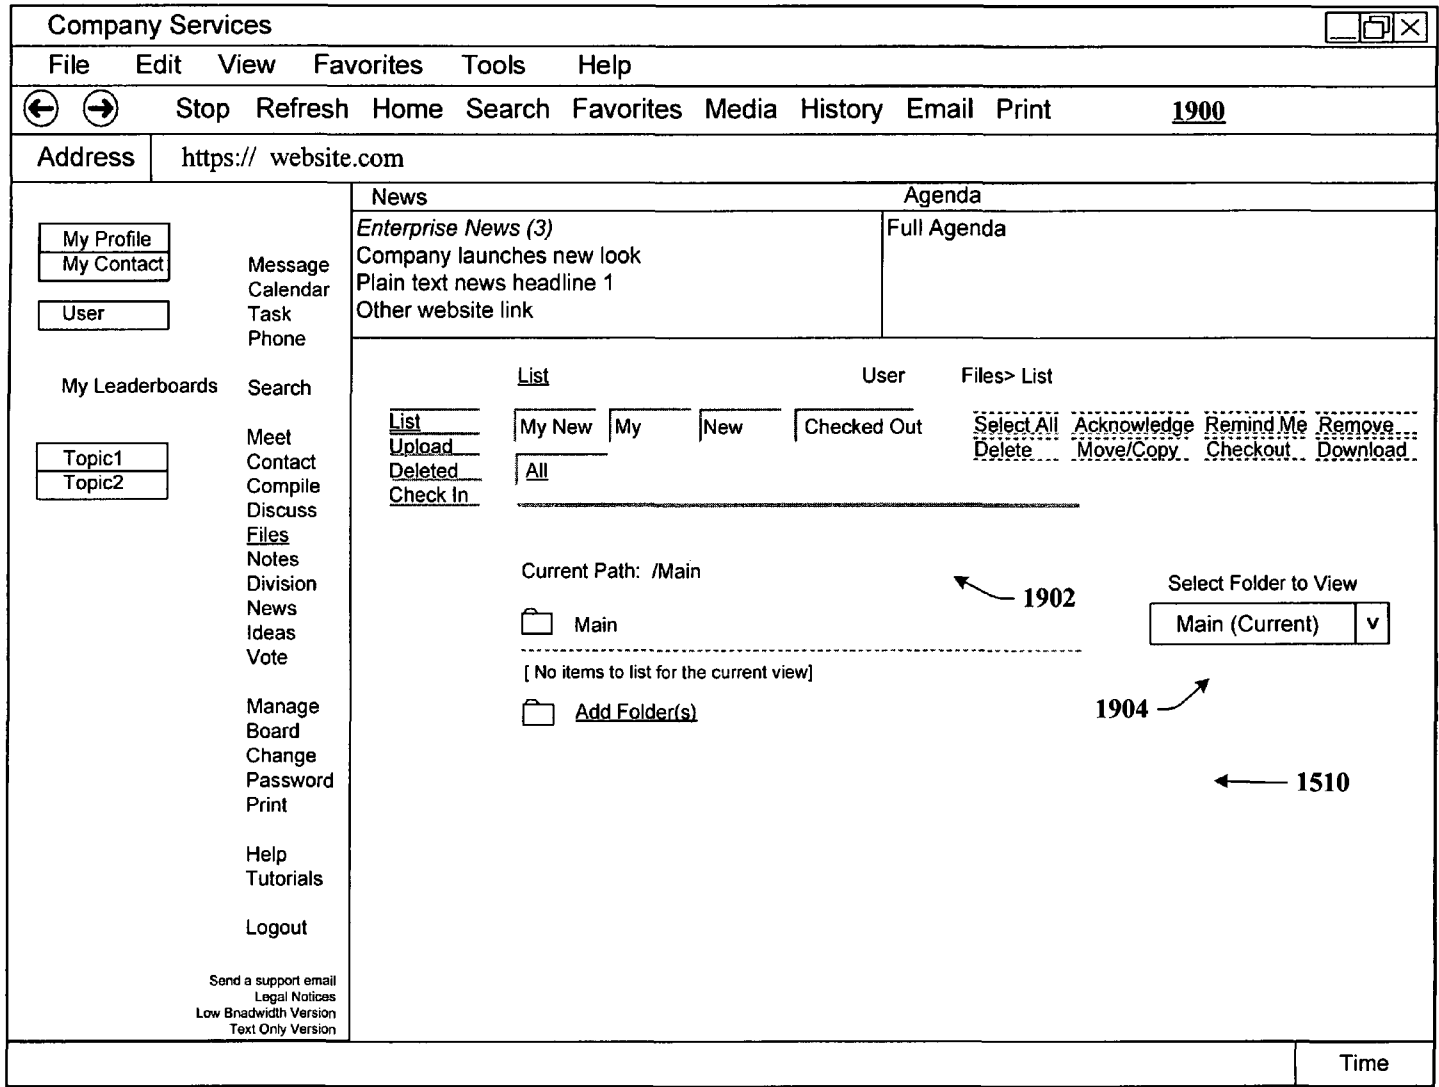 Company Services
File Edit View Favorites Tools Help
Stop Refresh Home Search Favorites Media History Email Print 1900
Address https:// website.com
My Profile
My Contact
User
My Leaderboards
Topic1
Topic2
Message
Calendar
Task
Phone
Search
Meet
Contact
Compile
Discuss
Files
Notes
Division
News
Ideas
Vote
Manage
Board
Change
Password
Print
Help
Tutorials
Logout
Send a support email
Legal Notices
Low Bnadwidth Version
Text Only Version
News Agenda
Enterprise News (3)
Company launches new look
Plain text news headline 1
Other website link
Full Agenda
List User Files> List
List
Upload
Deleted
Check In
My New My New Checked Out
All
Select All Acknowledge Remind Me Remove
Delete Move/Copy Checkout Download
Current Path: /Main
1902
Main
[ No items to list for the current view]
Add Folder(s)
Select Folder to View
Main (Current) v
1904
1510
Time